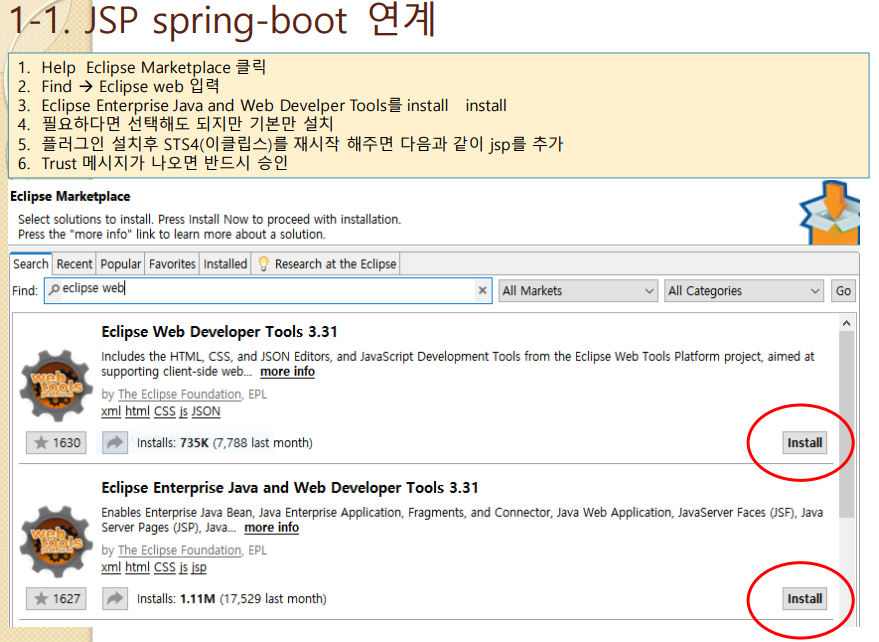 1-1. JSP spring-boot 연계
1. Help Eclipse Marketplace 클릭
2. Find → Eclipse web 입력
3. Eclipse Enterprise Java and Web Develper Tools를 install install
4. 필요하다면 선택해도 되지만 기본만 설치
5. 플러그인 설치후 STS4(이클립스)를 재시작 해주면 다음과 같이 jsp를 추가
6. Trust 메시지가 나오면 반드시 승인
Eclipse Marketplace
Select solutions to install. Press Install Now to proceed with installation.
Press the "more info" link to learn more about a solution.
Search Recent Popular Favorites Installed Research at the Eclipse
Find: eclipse web All Markets All Categories Go
Eclipse Web Developer Tools 3.31
Includes the HTML, CSS, and JSON Editors, and JavaScript Development Tools from the Eclipse Web Tools Platform project, aimed at
supporting client-side web... more info
by The Eclipse Foundation, EPL
xml html CSS js JSON
web
tools
1630 Installs: 735K (7,788 last month) Install
Eclipse Enterprise Java and Web Developer Tools 3.31
Enables Enterprise Java Bean, Java Enterprise Application, Fragments, and Connector, Java Web Application, JavaServer Faces (JSF), Java
Server Pages (JSP), Java... more info
by The Eclipse Foundation, EPL
xml html CSS js jsp
web
tools
1627 Installs: 1.11M (17,529 last month) Install